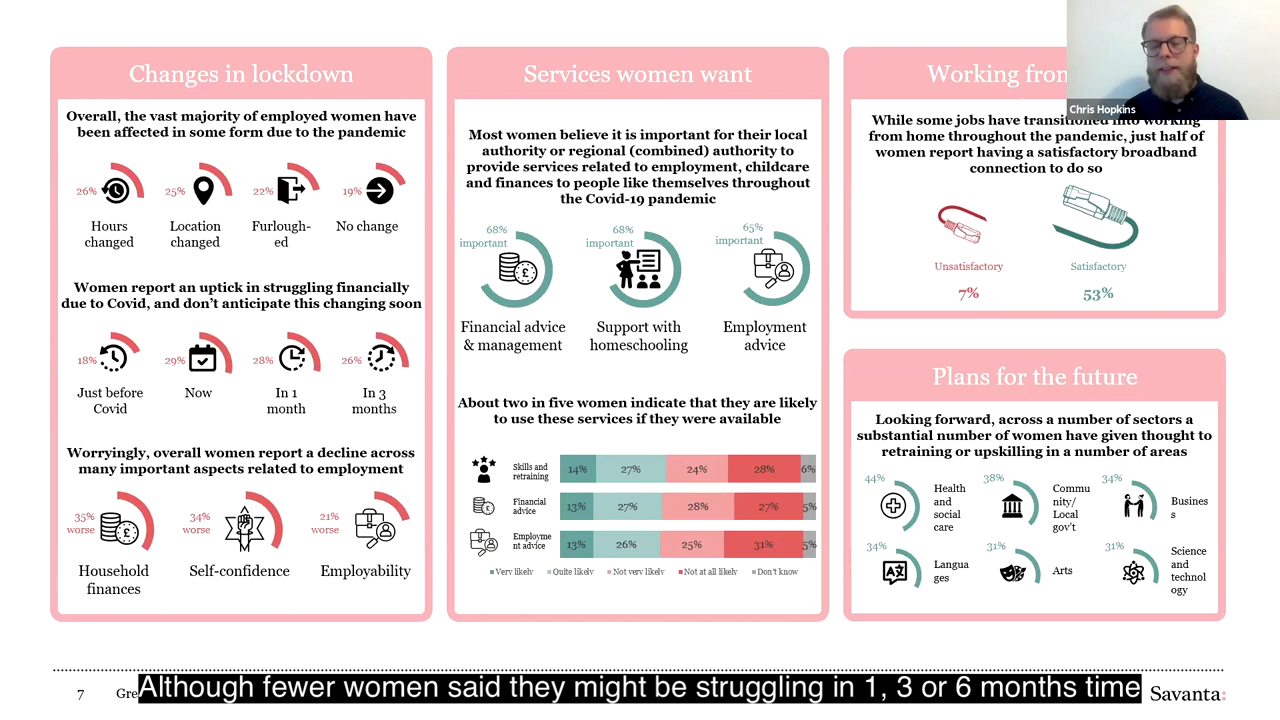 Changes in lockdown
Overall, the vast majority of employed women have
been affected in some form due to the pandemic
26%
25%
22%
19%
Hours
changed
Location
changed
Furlough-
ed
No change
Women report an uptick in struggling financially
due to Covid, and don't anticipate this changing soon
18%
29%
28%
26%
Just before
Covid
Now
In 1
month
In 3
months
Worryingly, overall women report a decline across
many important aspects related to employment
35%
worse
34%
worse
21%
worse
Household
finances
Self-confidence
Employability
Services women want
Most women believe it is important for their local
authority or regional (combined) authority to
provide services related to employment, childcare
and finances to people like themselves throughout
the Covid-19 pandemic
68%
important
68%
important
65%
important
£
Financial advice
& management
Support with
homeschooling
Employment
advice
About two in five women indicate that they are likely
to use these services if they were available
Skills and
retraining
14% 27% 24% 28% 6%
Financial
advice
13% 27% 28% 27% 5%
Employme
nt advice
13% 26% 25% 31% 5%
Very likely Quite likely Not very likely Not at all likely Don't know
Working from
Chris Hopkins
While some jobs have transitioned into working
from home throughout the pandemic, just half of
women report having a satisfactory broadband
connection to do so
Unsatisfactory
7%
Satisfactory
53%
Plans for the future
Looking forward, across a number of sectors a
substantial number of women have given thought to
retraining or upskilling in a number of areas
44%
Health
and
social
care
38%
Commu
nity/
Local
gov't
34%
Busines
s
34%
Langua
ges
31%
Arts
31%
Science
and
technol
ogy
7
Gre
Although fewer women said they might be struggling in 1, 3 or 6 months time
Savanta: